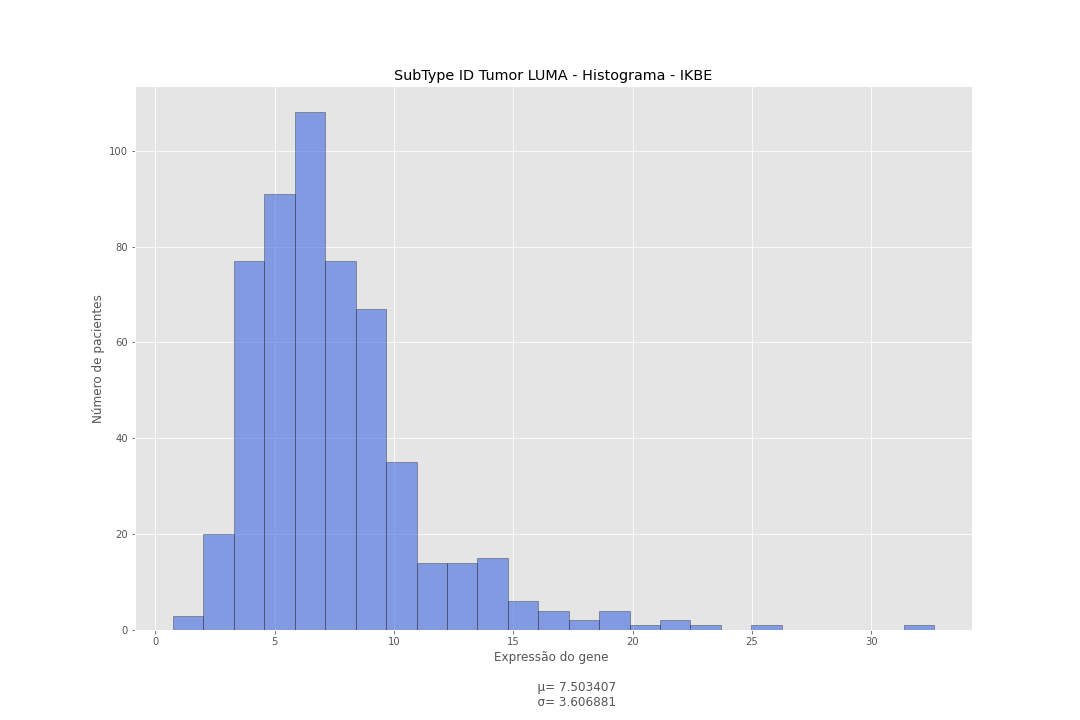 SubType ID Tumor LUMA - Histograma - IKBE
100
80
60
40
20
0
Número de pacientes
0 5 10 15 20 25 30
Expressão do gene
μ= 7.503407
σ= 3.606881